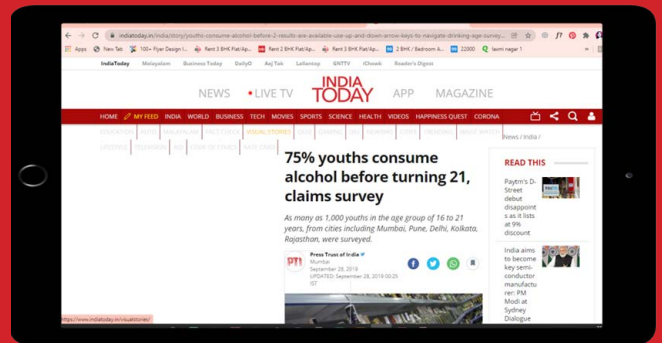 indiatoday.in/india/story/youths-consume-alcohol-before-2-results-are-available-use-up-and-down-arrow-keys-to-navigate-drinking-age-survey...
Apps New Tab 100+ Flyer Design I... Rent 3 BHK Flat/Ap... Rent 2 BHK Flat/Ap... Rent 3 BHK Flat/Ap... 2 BHK / Bedroom A... 22000 laxmi nagar 1
IndiaToday Malayalam Business Today DailyO Aaj Tak Lallantop GNTTV iChowk Reader's Digest
NEWS LIVE TV INDIA TODAY APP MAGAZINE
HOME MY FEED INDIA WORLD BUSINESS TECH MOVIES SPORTS SCIENCE HEALTH VIDEOS HAPPINESS QUEST CORONA
EDUCATION AUTO MALAYALAM FACT CHECK VISUAL STORIES
LIFESTYLE TELEVISION
News / India /
75% youths consume
alcohol before turning 21,
claims survey
As many as 1,000 youths in the age group of 16 to 21
years, from cities including Mumbai, Pune, Delhi, Kolkata,
Rajasthan, were surveyed.
PTI
Press Trust of India
Mumbai
September 28, 2019
UPDATED: September 28, 2019 00:25
IST
READ THIS
Paytm's D-
Street
debut
disappoint
s as it lists
at 9%
discount
India aims
to become
key semi-
conductor
manufactu
rer: PM
Modi at
Sydney
Dialogue
https://www.indiatoday.in/visualstories/